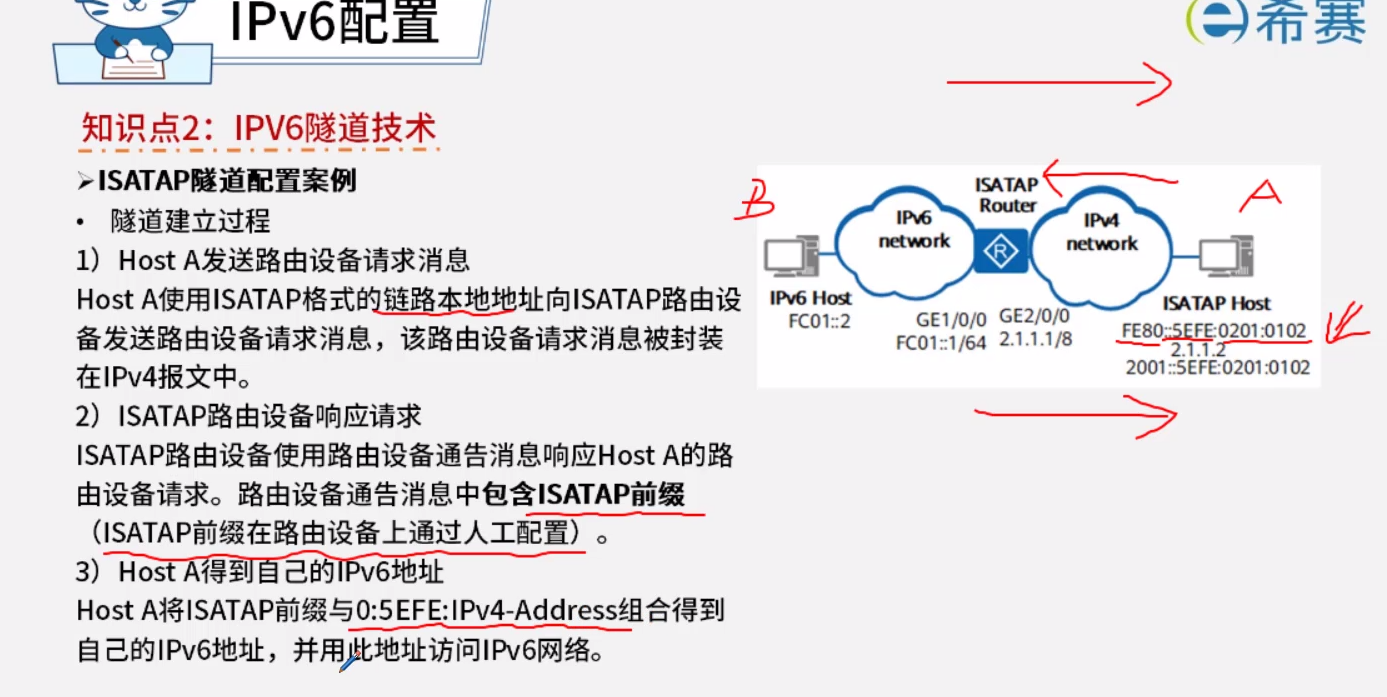 IPv6配置
希赛
知识点2：IPV6隧道技术
➢ISATAP隧道配置案例
• 隧道建立过程
1）Host A发送路由设备请求消息
Host A使用ISATAP格式的链路本地地址向ISATAP路由设
备发送路由设备请求消息，该路由设备请求消息被封装
在IPv4报文中。
2）ISATAP路由设备响应请求
ISATAP路由设备使用路由设备通告消息响应Host A的路
由设备请求。路由设备通告消息中包含ISATAP前缀
（ISATAP前缀在路由设备上通过人工配置）。
3）Host A得到自己的IPv6地址
Host A将ISATAP前缀与0:5EFE:IPv4-Address组合得到
自己的IPv6地址，并用此地址访问IPv6网络。
B
ISATAP
Router
A
IPv6
network
R
IPv4
network
IPv6 Host
FC01::2
GE1/0/0
FC01::1/64
GE2/0/0
2.1.1.1/8
ISATAP Host
FE80::5EFE:0201:0102
2.1.1.2
2001::5EFE:0201:0102